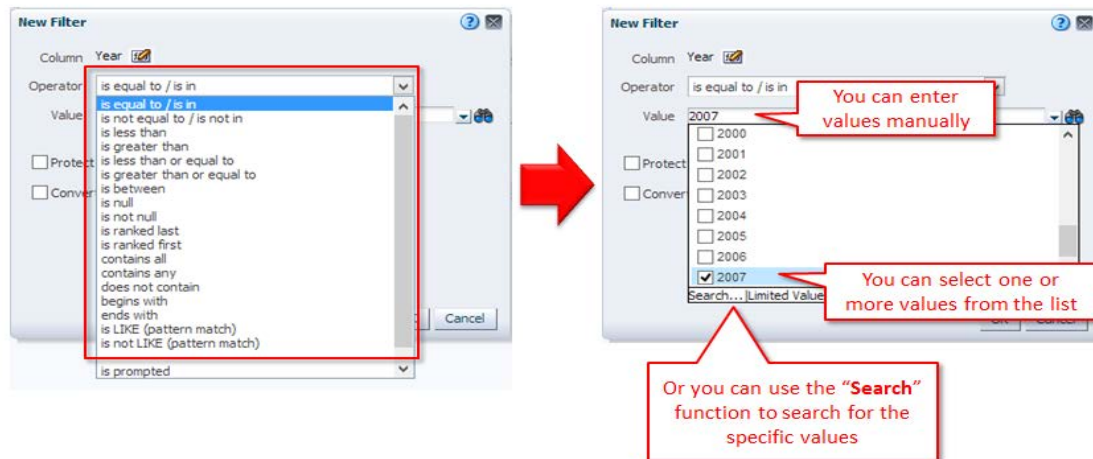 New Filter
Column Year
Operator is equal to / is in
is equal to / is in
Value
is not equal to / is not in
is less than
is greater than
Protect
is less than or equal to
is greater than or equal to
Conver
is between
is null
is not null
is ranked last
is ranked first
contains all
contains any
does not contain
begins with
ends with
is LIKE (pattern match)
is not LIKE (pattern match)
is prompted
Cancel
New Filter
Column Year
Operator is equal to / is in
Value 2007
You can enter
values manually
2000
2001
Protect
2002
2003
Conver
2004
2005
2006
2007
You can select one or
more values from the list
Search...|Limited Value
OK Cancel
Or you can use the “Search”
function to search for the
specific values